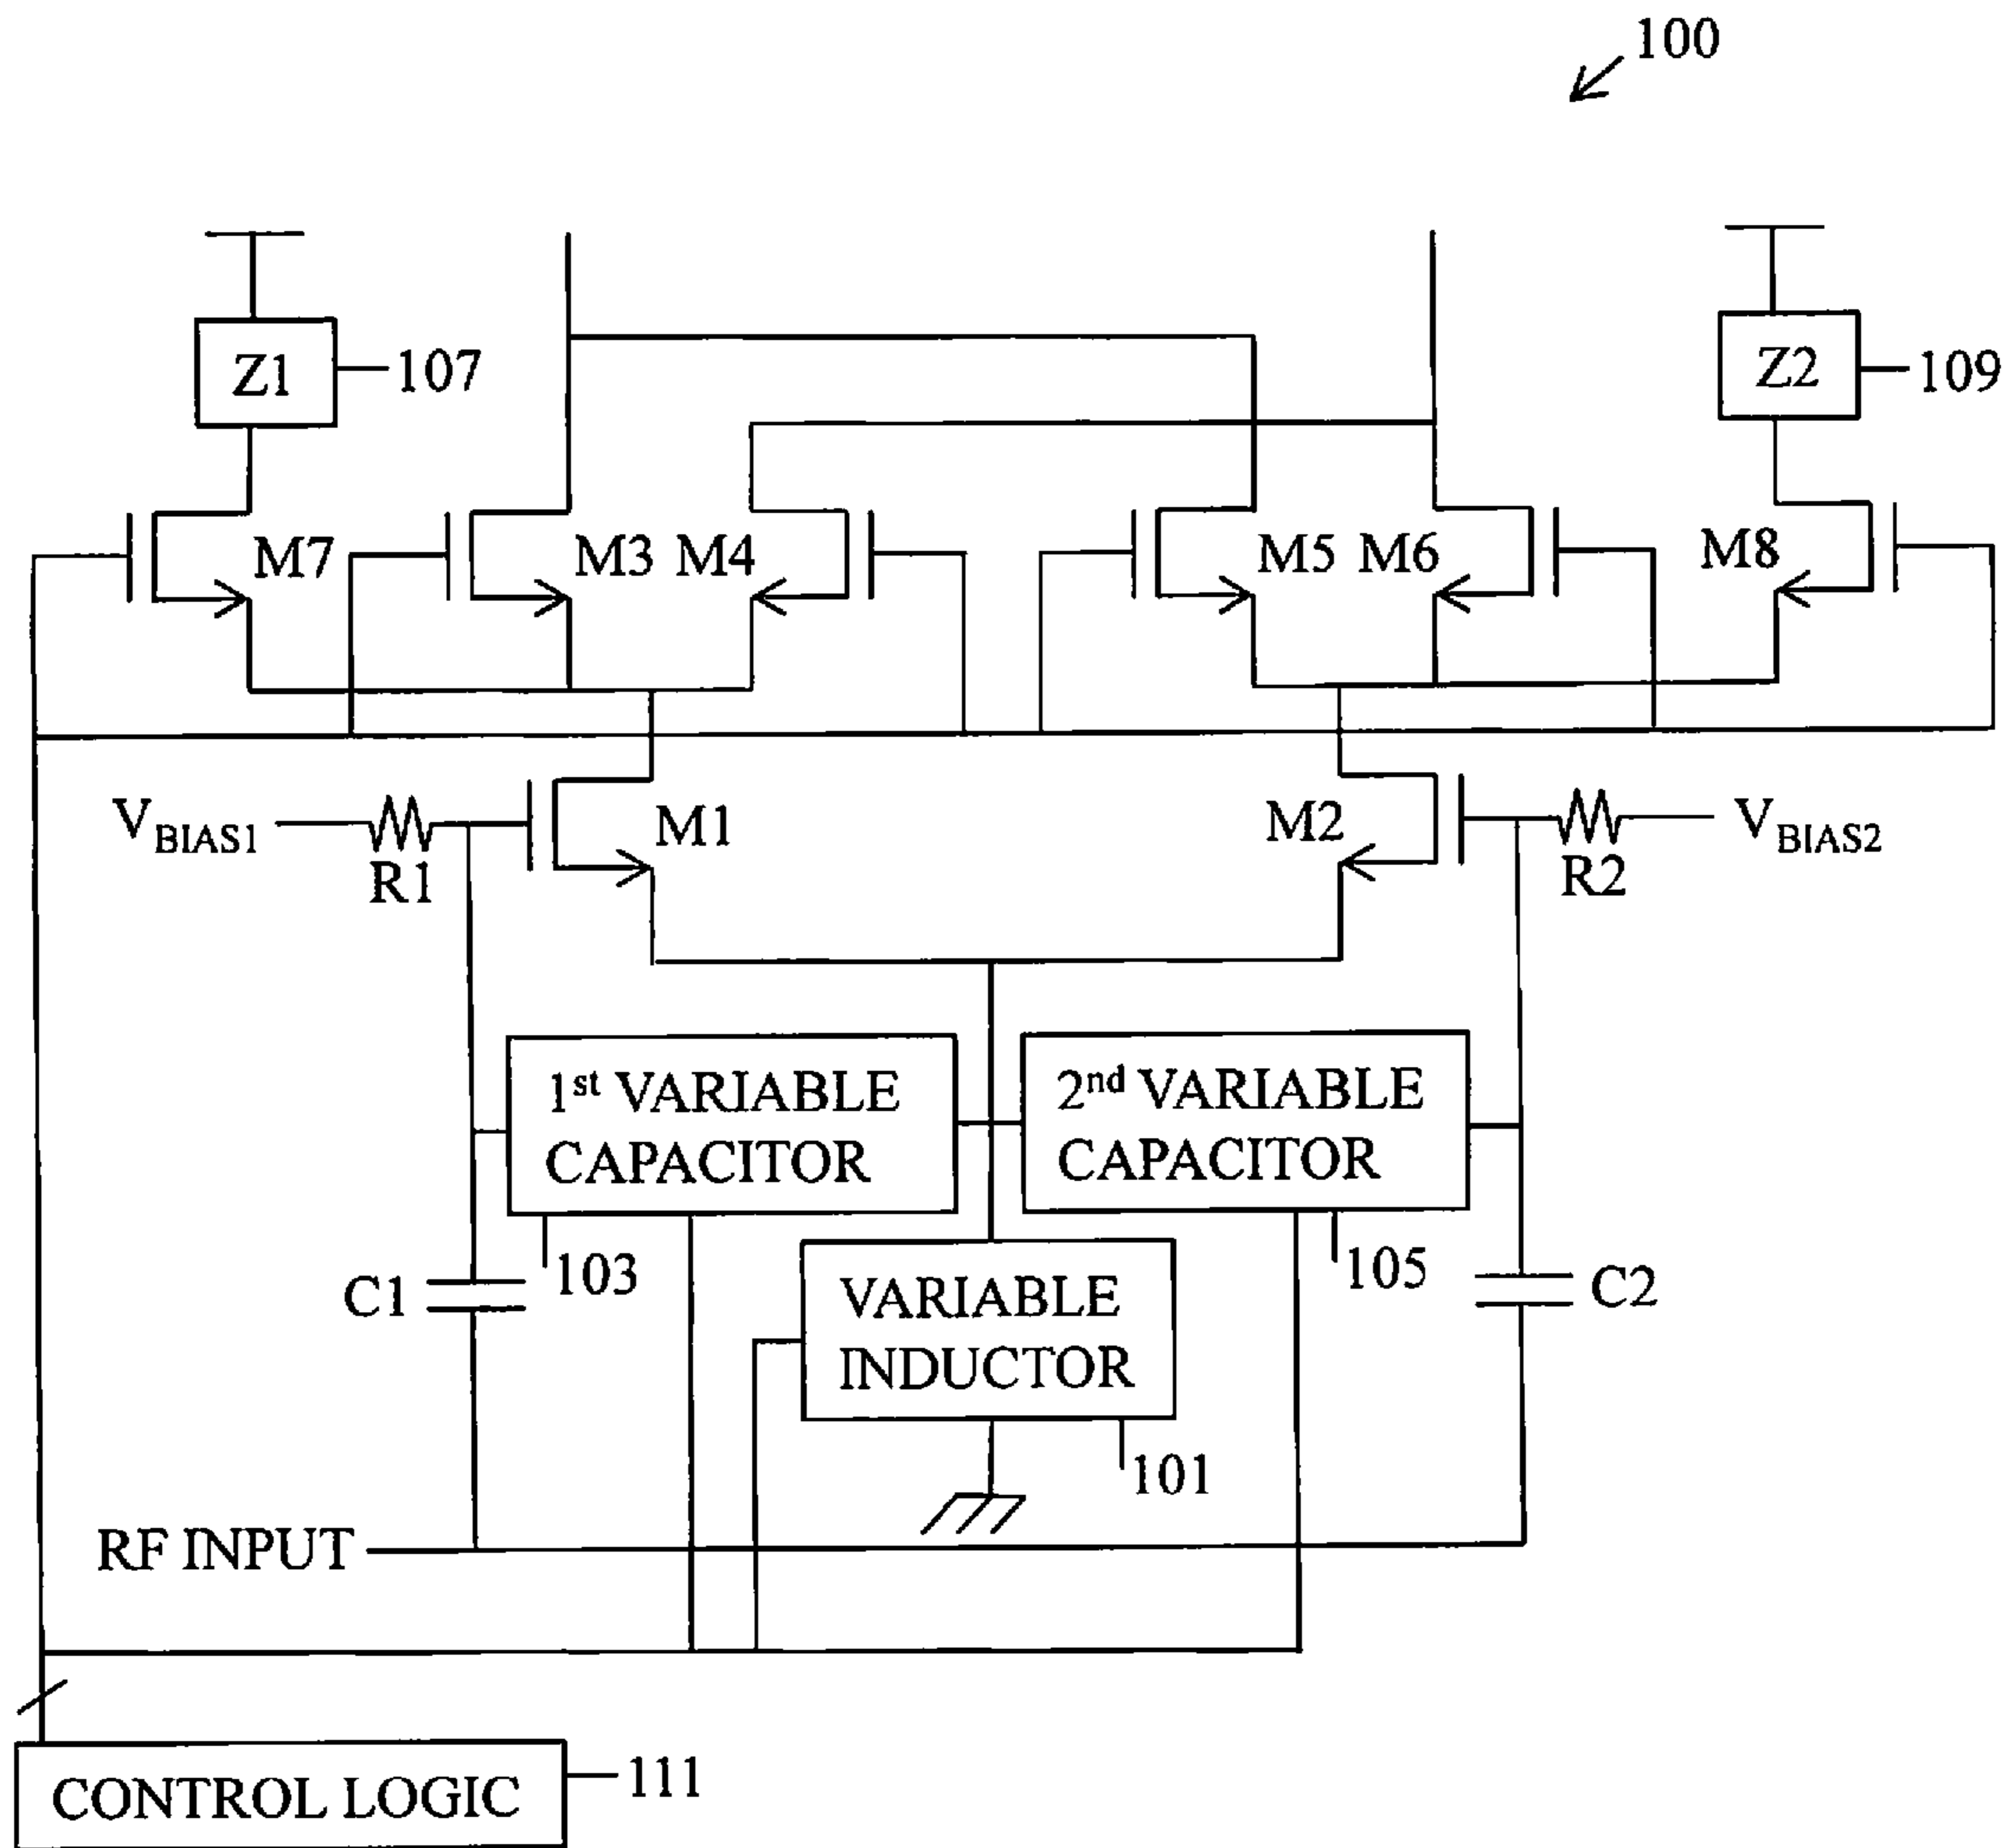 100
Z1
107
Z2
109
M7
M3
M4
M5
M6
M8
VBIAS1
R1
M1
M2
R2
VBIAS2
1st VARIABLE
CAPACITOR
103
2nd VARIABLE
CAPACITOR
105
C1
VARIABLE
INDUCTOR
101
C2
RF INPUT
CONTROL LOGIC
111